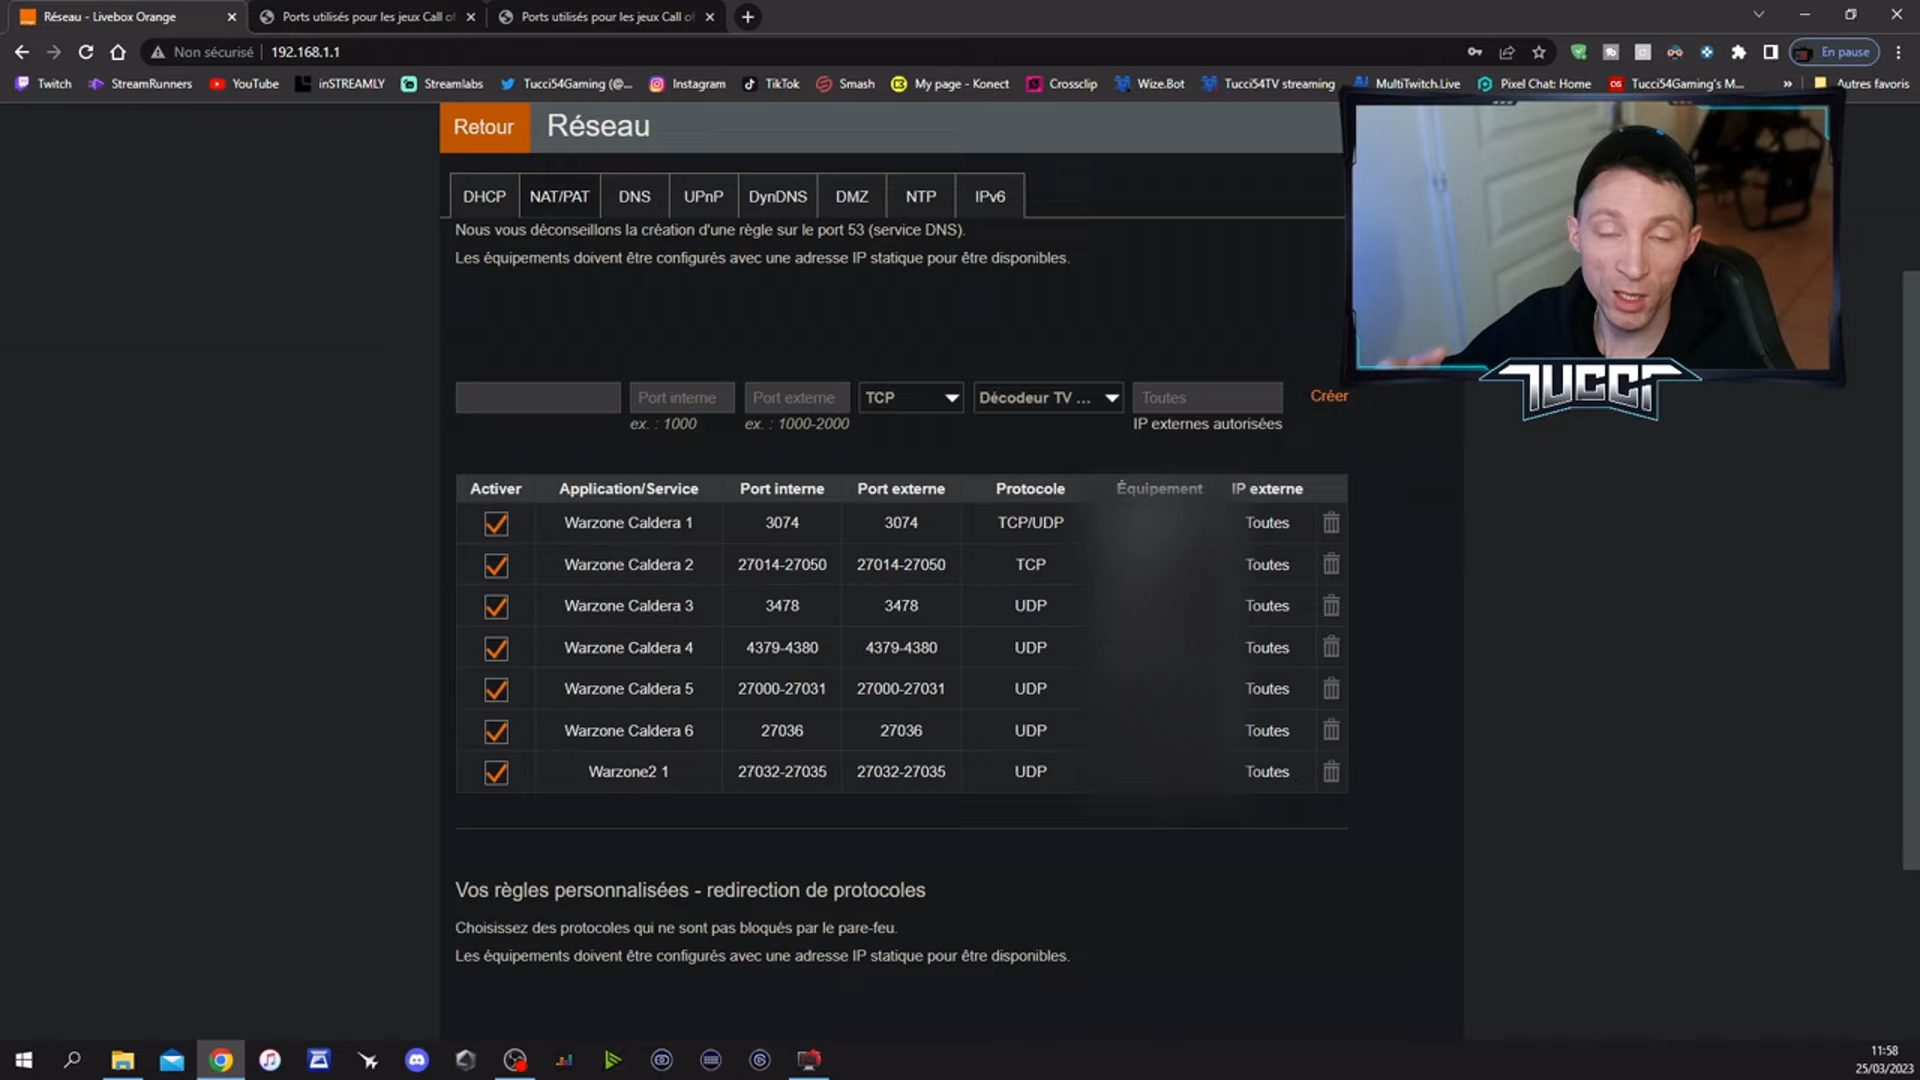 Réseau - Livebox Orange
Ports utilisés pour les jeux Call of
Ports utilisés pour les jeux Call of
Non sécurisé
192.168.1.1
En pause
Twitch
StreamRunners
YouTube
inSTREAMLY
Streamlabs
Tucci54Gaming (@...
Instagram
TikTok
Smash
My page - Konect
Crossclip
Wize.Bot
Tucci54TV streaming
MultiTwitch.Live
Pixel Chat: Home
Tucci54Gaming's M...
»
Autres favoris
Retour
Réseau
DHCP
NAT/PAT
DNS
UPnP
DynDNS
DMZ
NTP
IPv6
Nous vous déconseillons la création d'une règle sur le port 53 (service DNS).
Les équipements doivent être configurés avec une adresse IP statique pour être disponibles.
TUCCI
Port interne
Port externe
TCP
Décodeur TV ...
Toutes
Créer
ex. : 1000
ex. : 1000-2000
IP externes autorisées
Activer Application/Service Port interne Port externe Protocole Équipement IP externe
Warzone Caldera 1 3074 3074 TCP/UDP Toutes
Warzone Caldera 2 27014-27050 27014-27050 TCP Toutes
Warzone Caldera 3 3478 3478 UDP Toutes
Warzone Caldera 4 4379-4380 4379-4380 UDP Toutes
Warzone Caldera 5 27000-27031 27000-27031 UDP Toutes
Warzone Caldera 6 27036 27036 UDP Toutes
Warzone2 1 27032-27035 27032-27035 UDP Toutes
Vos règles personnalisées - redirection de protocoles
Choisissez des protocoles qui ne sont pas bloqués par le pare-feu.
Les équipements doivent être configurés avec une adresse IP statique pour être disponibles.
11:58
25/03/2023